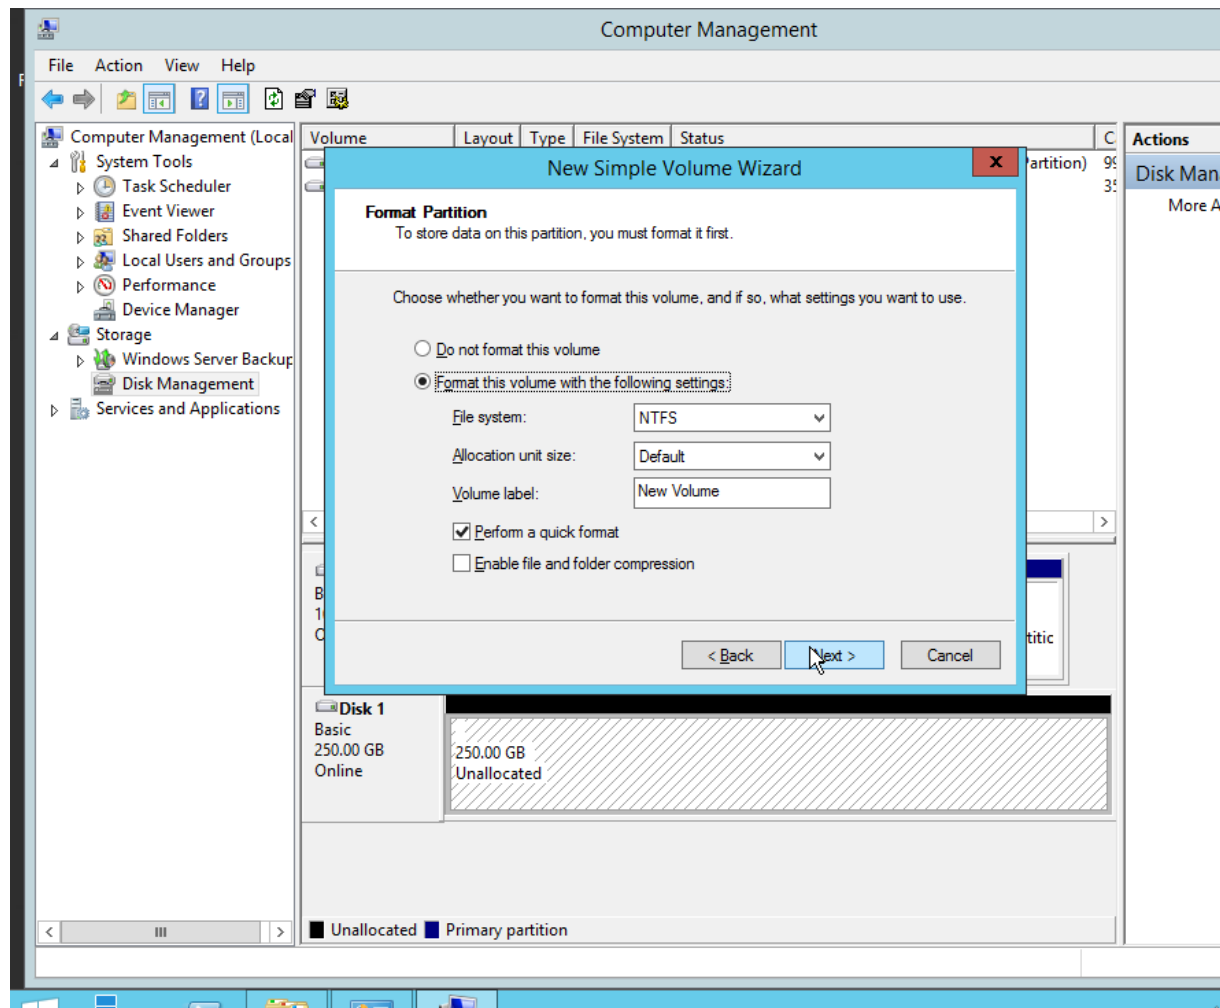 Computer Management
File Action View Help
Computer Management (Local
System Tools
Task Scheduler
Event Viewer
Shared Folders
Local Users and Groups
Performance
Device Manager
Storage
Windows Server Backup
Disk Management
Services and Applications
Volume Layout Type File System Status C
artition) 99
35
Actions
Disk Man
More A
New Simple Volume Wizard
x
Format Partition
To store data on this partition, you must format it first.
Choose whether you want to format this volume, and if so, what settings you want to use.
Do not format this volume
Format this volume with the following settings:
File system: NTFS
Allocation unit size: Default
Volume label: New Volume
Perform a quick format
Enable file and folder compression
< Back Next > Cancel
B
10
O
titic
Disk 1
Basic
250.00 GB
Online
250.00 GB
Unallocated
Unallocated Primary partition